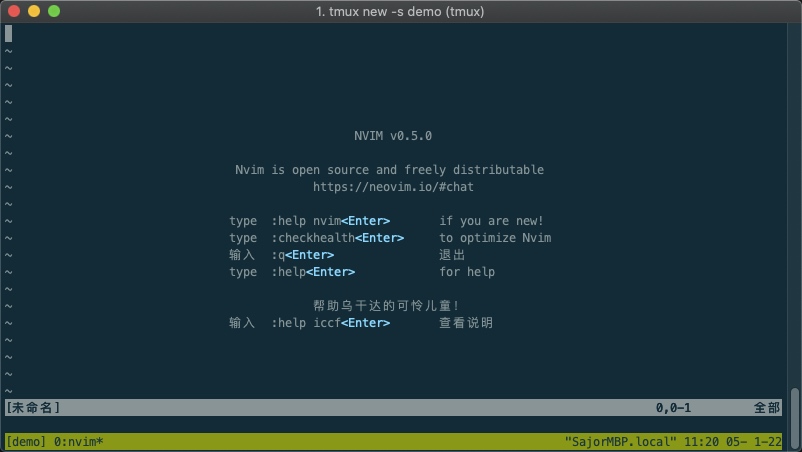 1. tmux new -s demo (tmux)
~
~
~
~
~
~ NVIM v0.5.0
~
~ Nvim is open source and freely distributable
~ https://neovim.io/#chat
~
~ type :help nvim<Enter> if you are new!
~ type :checkhealth<Enter> to optimize Nvim
~ 输入 :q<Enter> 退出
~ type :help<Enter> for help
~
~ 帮助乌干达的可怜儿童!
~ 输入 :help iccf<Enter> 查看说明
~
~
~
~
[未命名] 0,0-1 全部
[demo] 0:nvim* "SajorMBP.local" 11:20 05- 1-22